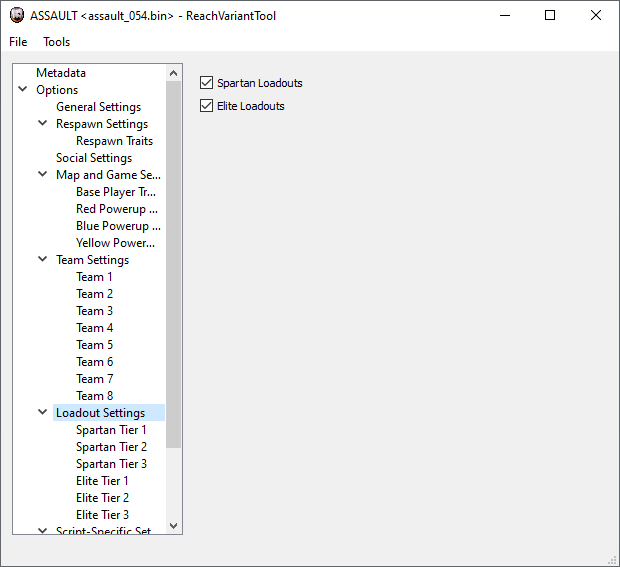 ASSAULT <assault_054.bin> - ReachVariantTool
File Tools
Metadata
Options
General Settings
Respawn Settings
Respawn Traits
Social Settings
Map and Game Se...
Base Player Tr...
Red Powerup ...
Blue Powerup ...
Yellow Power...
Team Settings
Team 1
Team 2
Team 3
Team 4
Team 5
Team 6
Team 7
Team 8
Loadout Settings
Spartan Tier 1
Spartan Tier 2
Spartan Tier 3
Elite Tier 1
Elite Tier 2
Elite Tier 3
Script-Specific Set
Spartan Loadouts
Elite Loadouts